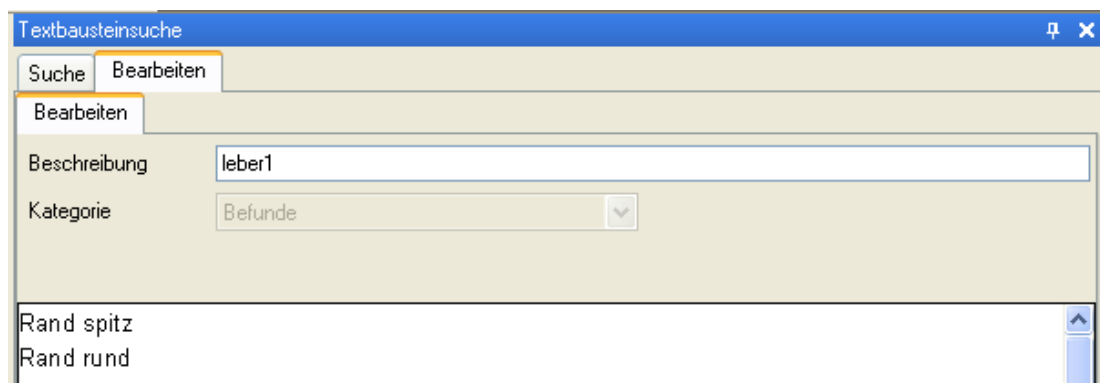 Textbausteinsuche
Suche Bearbeiten
Bearbeiten
Beschreibung leber1
Kategorie Befunde
Rand spitz
Rand rund